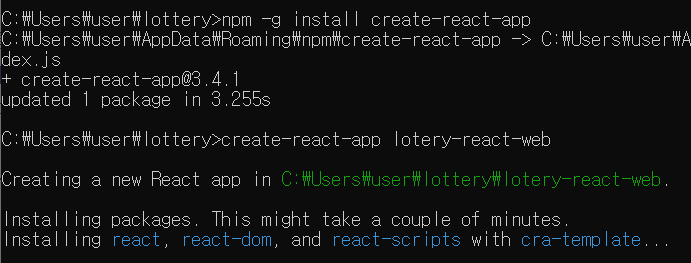 C:₩Users₩user₩lottery>npm -g install create-react-app
C:₩Users₩user₩AppData₩Roaming₩npm₩create-react-app -> C:₩Users₩user₩A
dex.js
+ create-react-app@3.4.1
updated 1 package in 3.255s
C:₩Users₩user₩lottery>create-react-app lotery-react-web
Creating a new React app in C:₩Users₩user₩lottery₩lotery-react-web.
Installing packages. This might take a couple of minutes.
Installing react, react-dom, and react-scripts with cra-template...